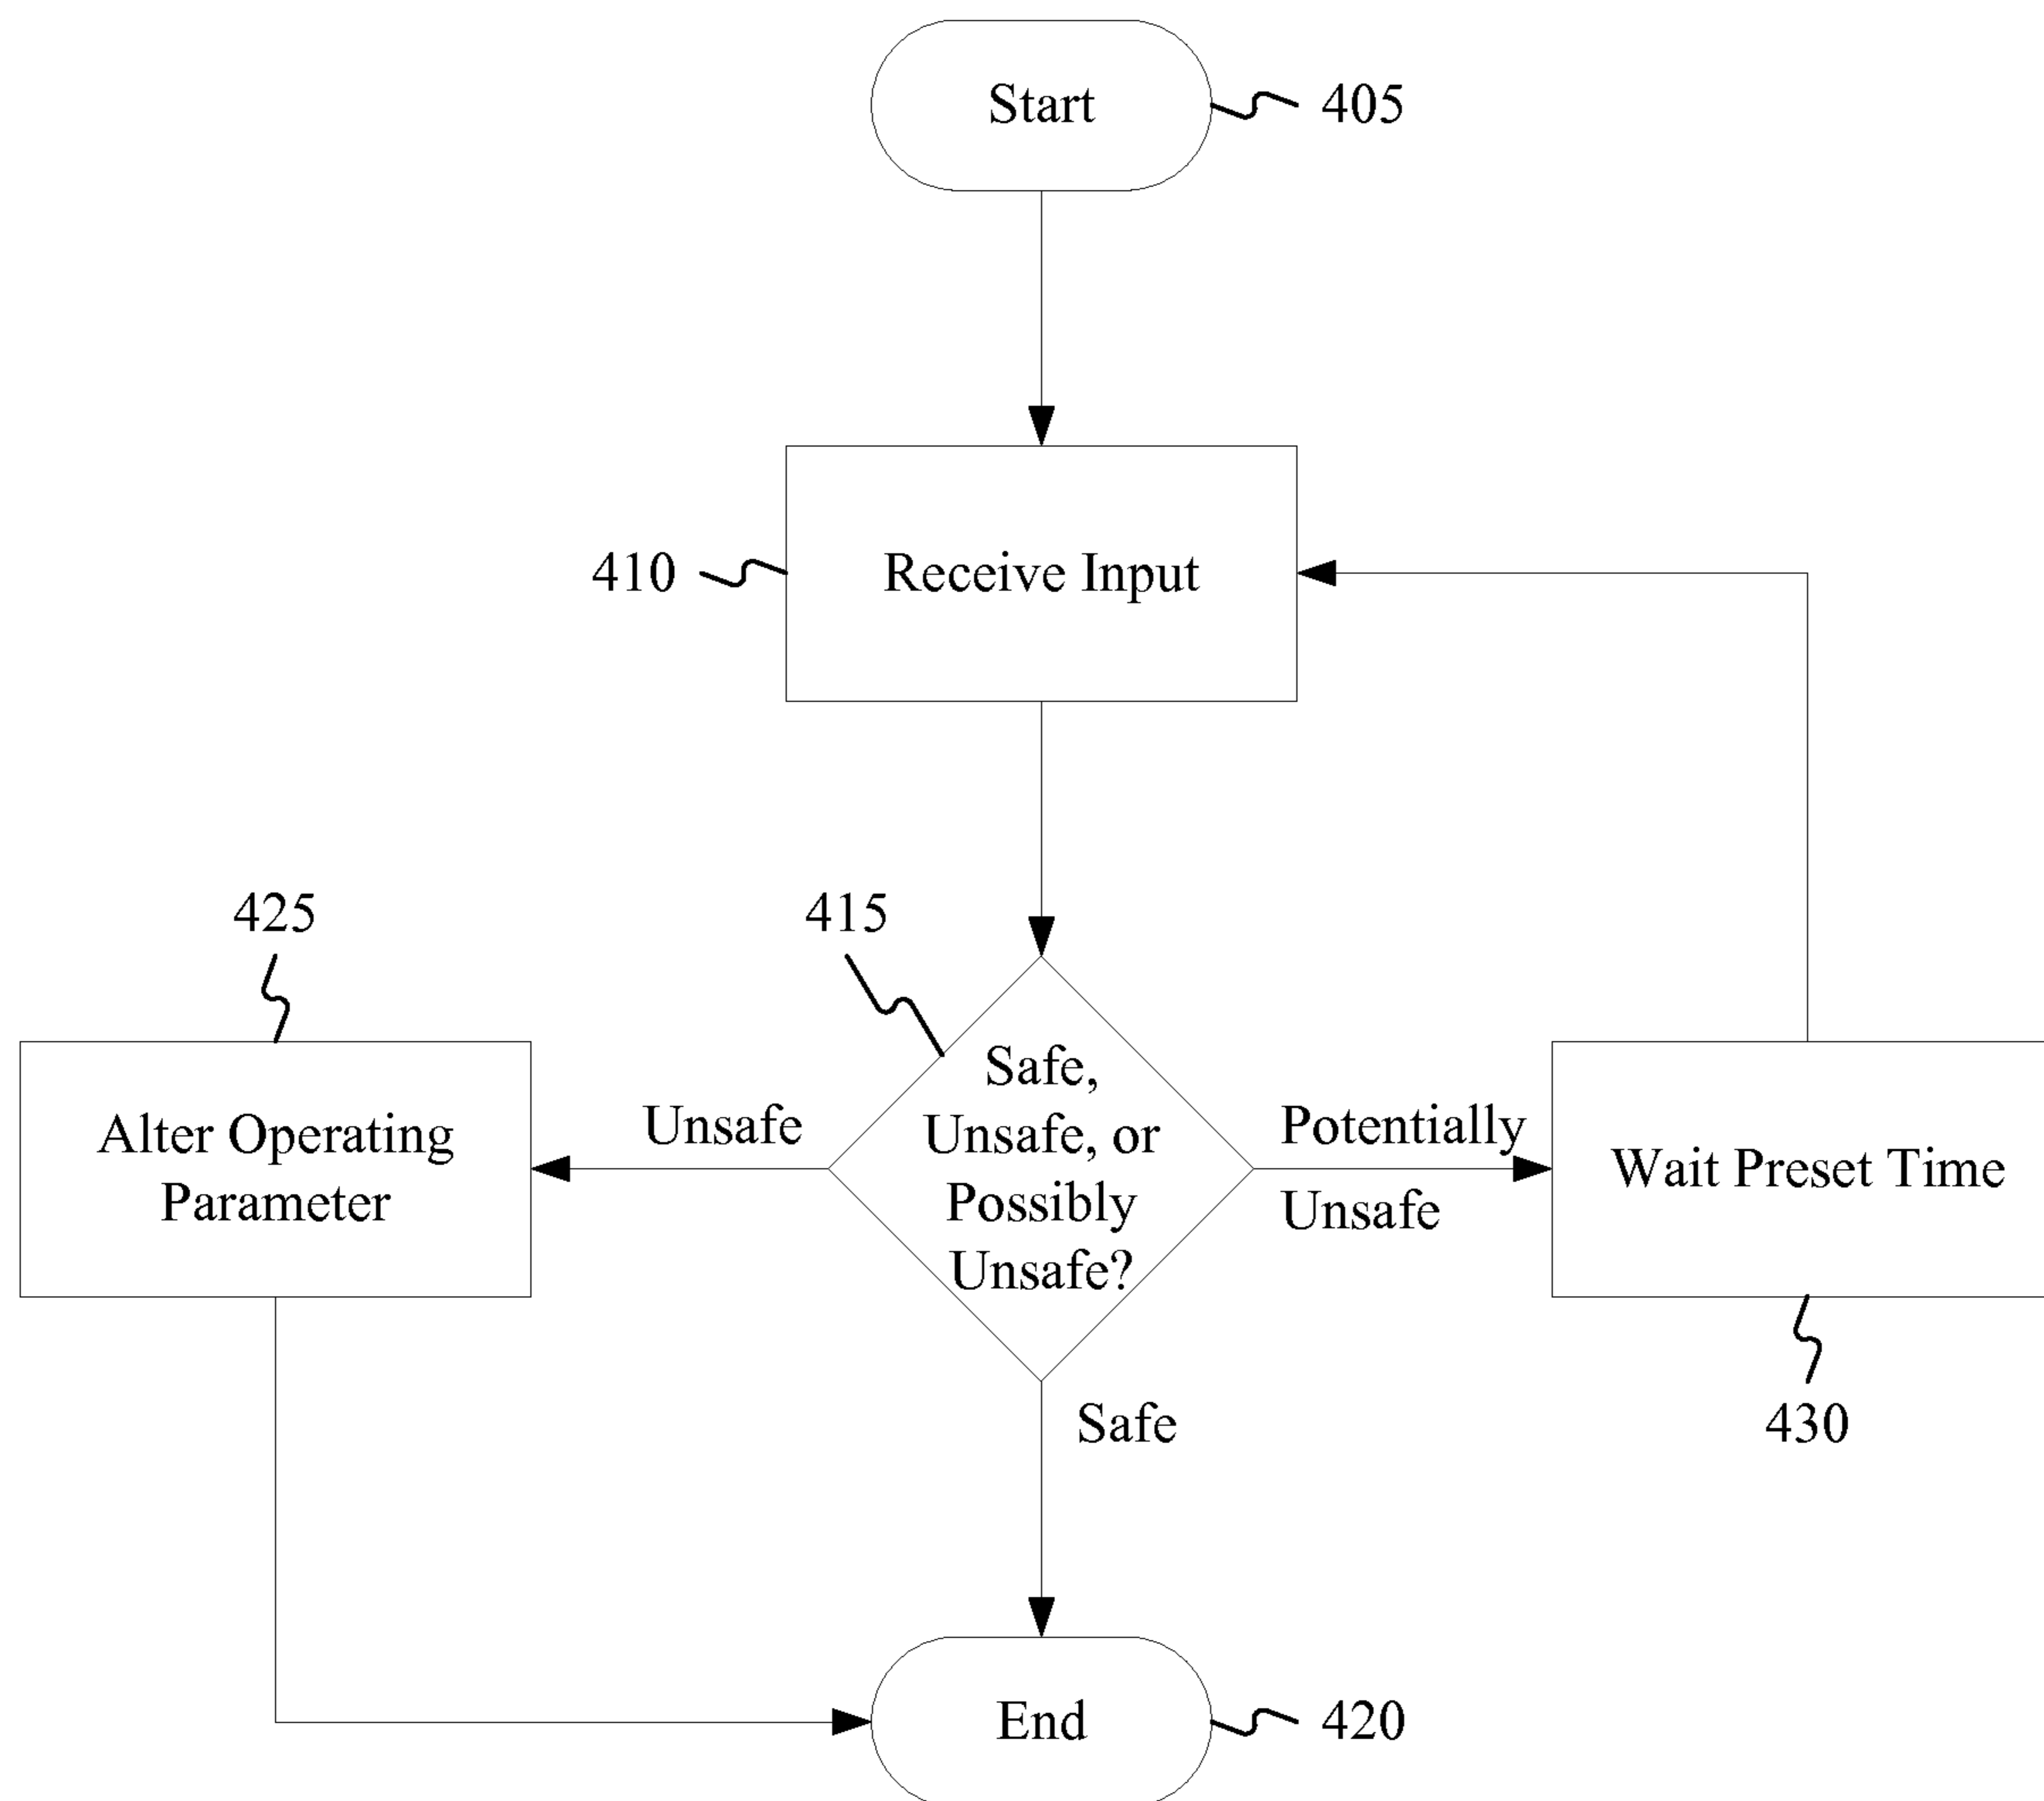 Start
405
410
Receive Input
425
415
Safe,
Unsafe, or
Possibly
Unsafe?
Unsafe
Potentially
Unsafe
Alter Operating
Parameter
Wait Preset Time
Safe
430
End
420